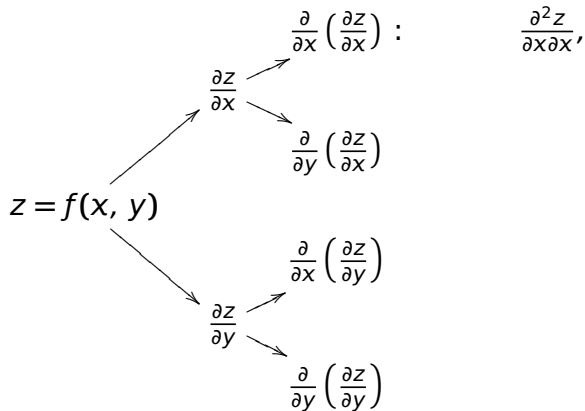 ∂/∂x (∂z/∂x) : ∂²z/∂x∂x,
∂z/∂x
∂/∂y (∂z/∂x)
z = f(x, y)
∂/∂x (∂z/∂y)
∂z/∂y
∂/∂y (∂z/∂y)